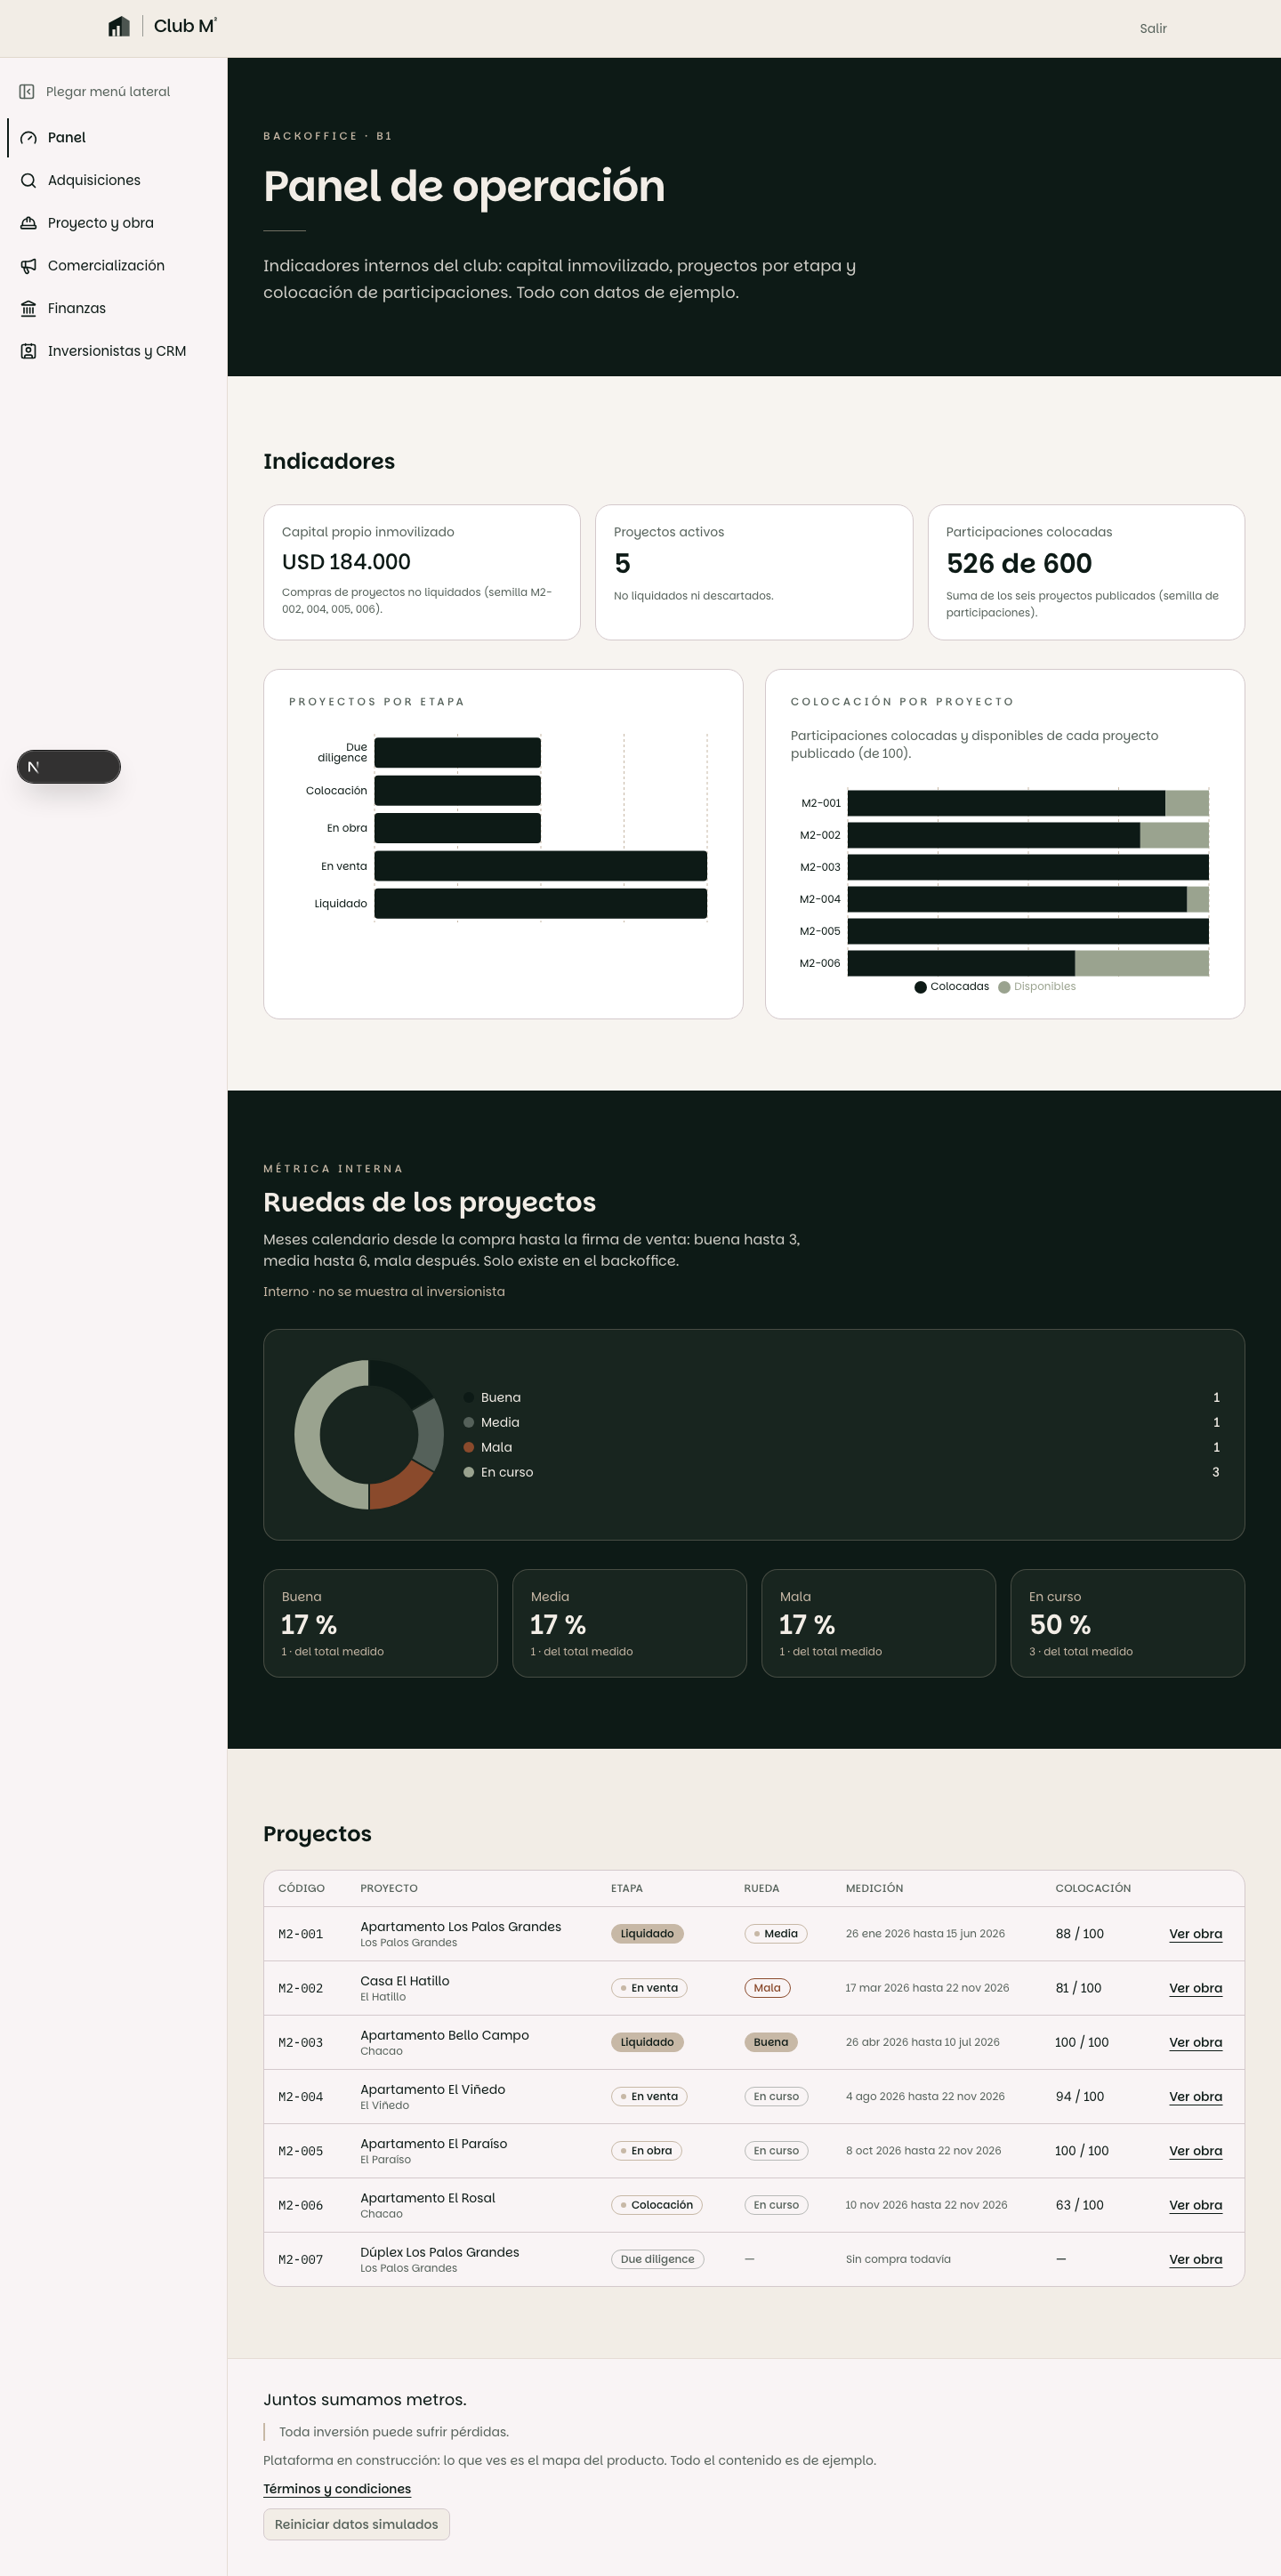 Club M²
Salir
Plegar menú lateral
Panel
Adquisiciones
Proyecto y obra
Comercialización
Finanzas
Inversionistas y CRM
N
BACKOFFICE · B1
Panel de operación
Indicadores internos del club: capital inmovilizado, proyectos por etapa y
colocación de participaciones. Todo con datos de ejemplo.
Indicadores
Capital propio inmovilizado
USD 184.000
Compras de proyectos no liquidados (semilla M2-
002, 004, 005, 006).
Proyectos activos
5
No liquidados ni descartados.
Participaciones colocadas
526 de 600
Suma de los seis proyectos publicados (semilla de
participaciones).
PROYECTOS POR ETAPA
Due
diligence
Colocación
En obra
En venta
Liquidado
COLOCACIÓN POR PROYECTO
Participaciones colocadas y disponibles de cada proyecto
publicado (de 100).
M2-001
M2-002
M2-003
M2-004
M2-005
M2-006
Colocadas Disponibles
MÉTRICA INTERNA
Ruedas de los proyectos
Meses calendario desde la compra hasta la firma de venta: buena hasta 3,
media hasta 6, mala después. Solo existe en el backoffice.
Interno · no se muestra al inversionista
Buena 1
Media 1
Mala 1
En curso 3
Buena
17 %
1 · del total medido
Media
17 %
1 · del total medido
Mala
17 %
1 · del total medido
En curso
50 %
3 · del total medido
Proyectos
CÓDIGO PROYECTO ETAPA RUEDA MEDICIÓN COLOCACIÓN
M2-001 Apartamento Los Palos Grandes Liquidado Media 26 ene 2026 hasta 15 jun 2026 88 / 100 Ver obra
Los Palos Grandes
M2-002 Casa El Hatillo En venta Mala 17 mar 2026 hasta 22 nov 2026 81 / 100 Ver obra
El Hatillo
M2-003 Apartamento Bello Campo Liquidado Buena 26 abr 2026 hasta 10 jul 2026 100 / 100 Ver obra
Chacao
M2-004 Apartamento El Viñedo En venta En curso 4 ago 2026 hasta 22 nov 2026 94 / 100 Ver obra
El Viñedo
M2-005 Apartamento El Paraíso En obra En curso 8 oct 2026 hasta 22 nov 2026 100 / 100 Ver obra
El Paraíso
M2-006 Apartamento El Rosal Colocación En curso 10 nov 2026 hasta 22 nov 2026 63 / 100 Ver obra
Chacao
M2-007 Dúplex Los Palos Grandes Due diligence — Sin compra todavía — Ver obra
Los Palos Grandes
Juntos sumamos metros.
Toda inversión puede sufrir pérdidas.
Plataforma en construcción: lo que ves es el mapa del producto. Todo el contenido es de ejemplo.
Términos y condiciones
Reiniciar datos simulados